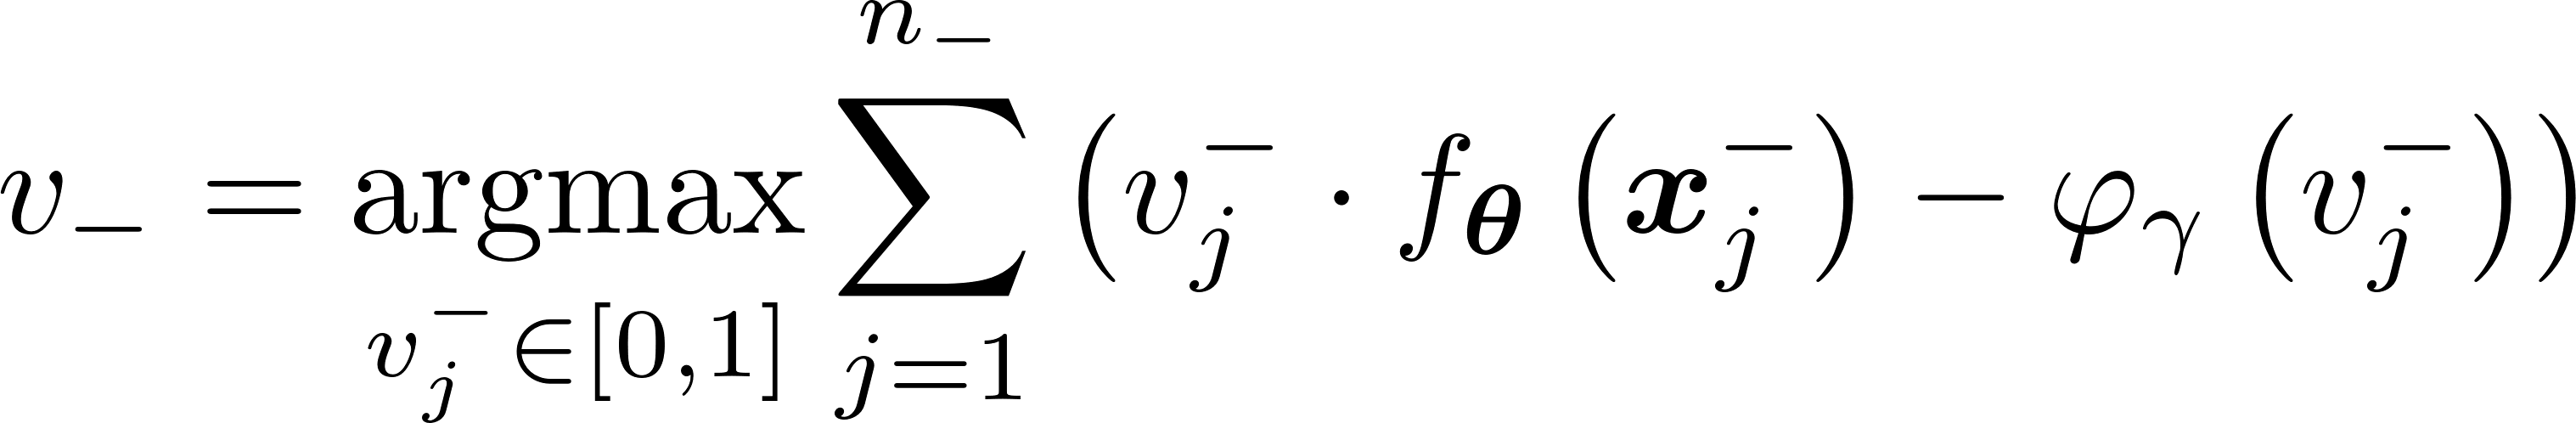 $v_{-} = \underset{v_j^{-} \in [0,1]}{\operatorname{argmax}} \sum_{j=1}^{n_{-}} \left( v_j^{-} \cdot f_{\boldsymbol{\theta}} \left( \boldsymbol{x}_j^{-} \right) - \varphi_{\gamma} \left( v_j^{-} \right) \right)$